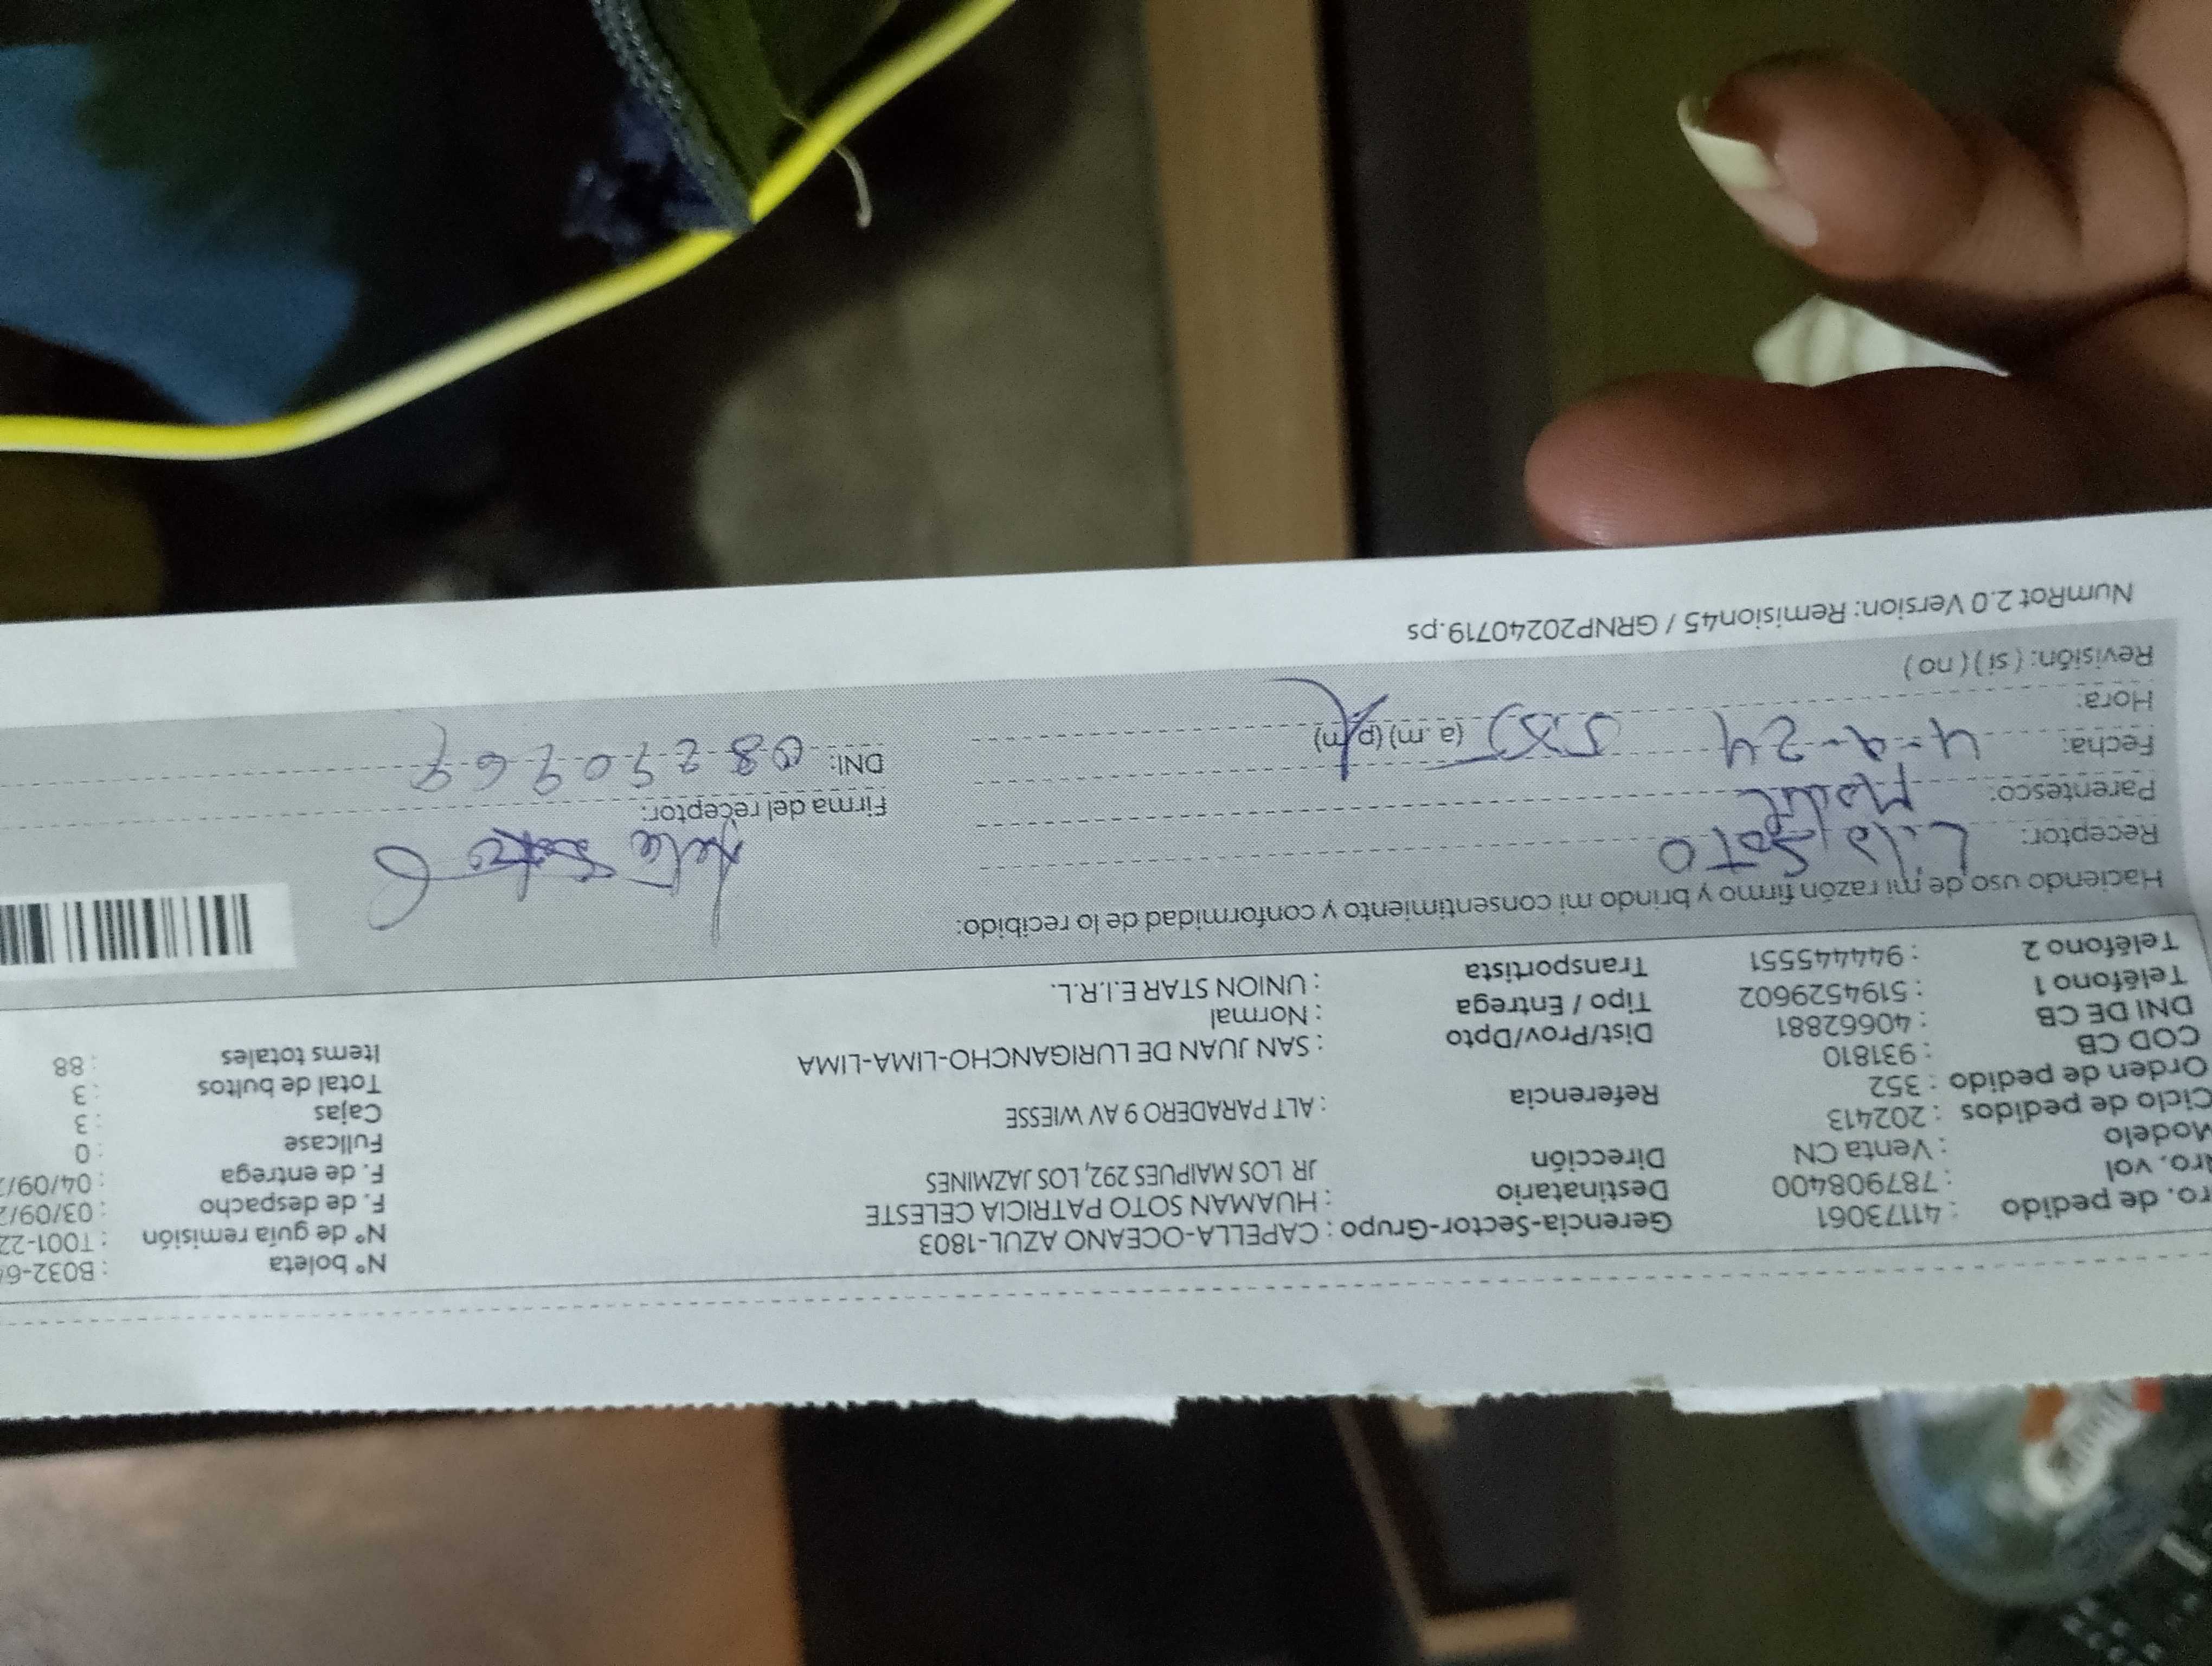 Nº boleta : B032-6
ro. de pedido : 41173061 Gerencia-Sector-Grupo : CAPELLA-OCEANO AZUL-1803 Nº de guía remisión : T001-22
ro. vol : 787908400 Destinatario : HUAMAN SOTO PATRICIA CELESTE F. de despacho : 03/09/2
Modelo : Venta CN Dirección JR LOS MAIPUES 292, LOS JAZMINES F. de entrega : 04/09/2
Ciclo de pedidos : 202413 Fullcase : 0
Orden de pedido : 352 Referencia : ALT PARADERO 9 AV WIESSE Cajas : 3
COD CB : 931810 Total de bultos : 3
DNI DE CB : 40662881 Dist/Prov/Dpto : SAN JUAN DE LURIGANCHO-LIMA-LIMA Items totales : 88
Teléfono 1 : 5194529602 Tipo / Entrega : Normal
Teléfono 2 : 944445551 Transportista : UNION STAR E.I.R.L.
Haciendo uso de mi razón firmo y brindo mi consentimiento y conformidad de lo recibido:
Receptor: Lila Soto
Parentesco: Firma del receptor:
Fecha: 4-9-24 DNI:
Hora: (a.m) (p.m)
Revisión: ( si ) ( no )
NumRot 2.0 Version: Remision45 / GRNP20240719.ps